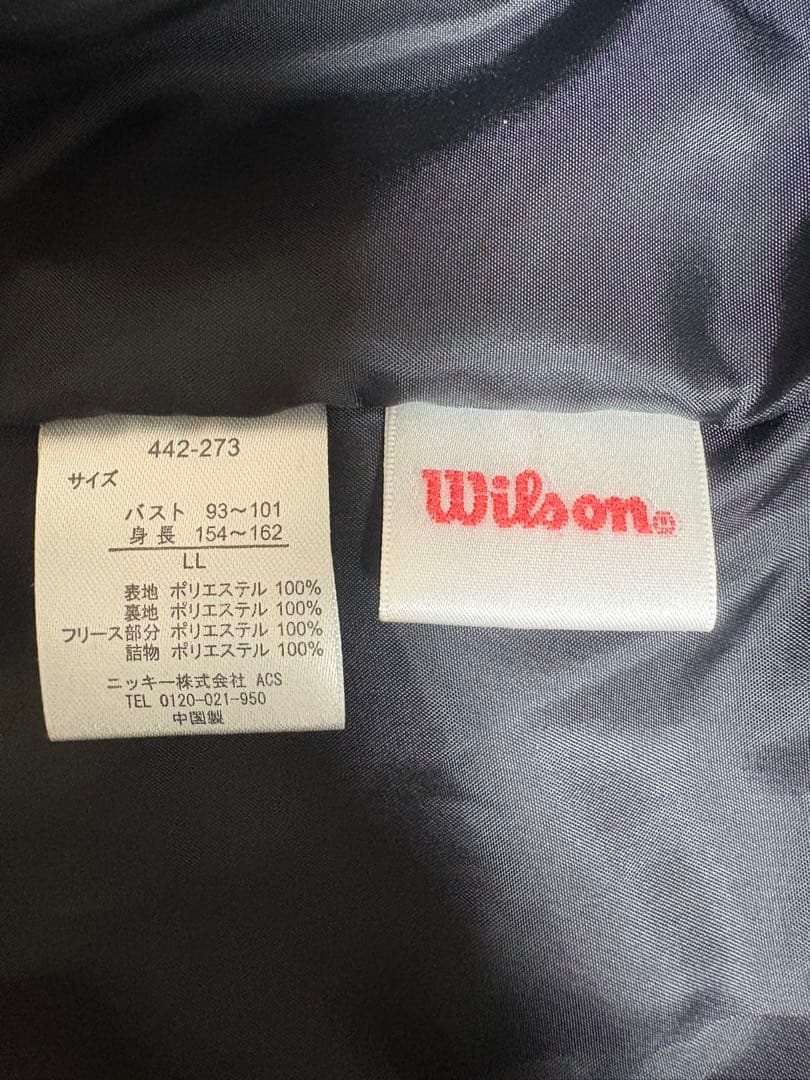 442-273
サイズ
バスト 93～101
身長 154～162
LL
表地 ポリエステル 100%
裏地 ポリエステル 100%
フリース部分 ポリエステル 100%
詰物 ポリエステル 100%
ニッキー株式会社 ACS
TEL 0120-021-950
中国製
Wilson